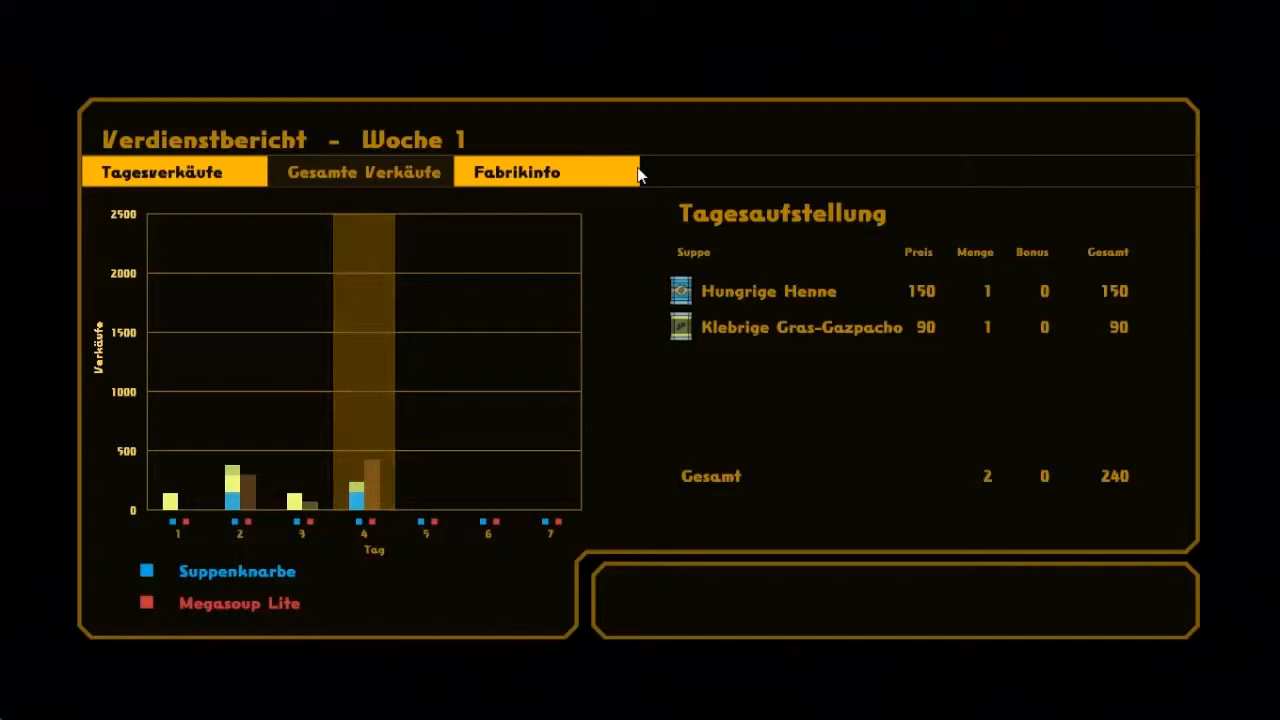 Verdienstbericht - Woche 1
Tagesverkäufe Gesamte Verkäufe Fabrikinfo
2500
2000
1500
1000
500
0
Verkäufe
1 2 3 4 5 6 7
Tag
Suppenknarbe
Megasoup Lite
Tagesaufstellung
Suppe Preis Menge Bonus Gesamt
Hungrige Henne 150 1 0 150
Klebrige Gras-Gazpacho 90 1 0 90
Gesamt 2 0 240